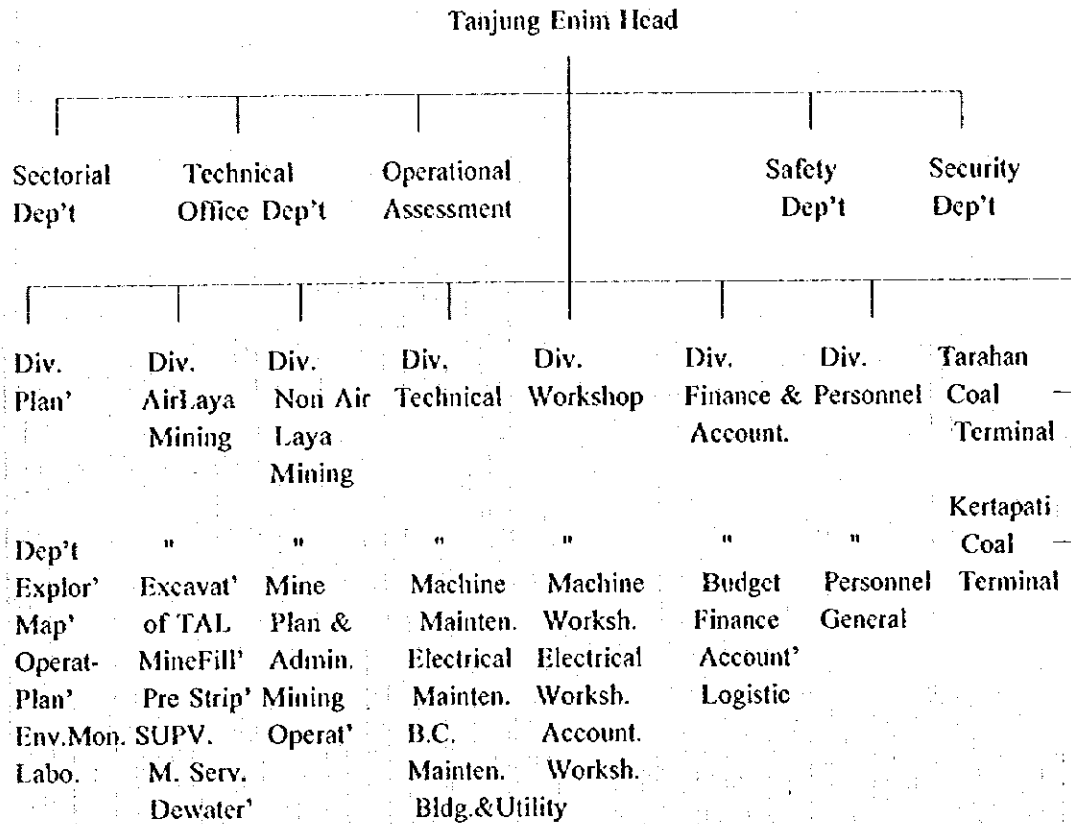 Tanjung Enim Head
Sectorial Technical Operational Safety Security
Dep't Office Dep't Assessment Dep't Dep't
Div. Div. Div. Div. Div. Div. Div. Tarahan
Plan' AirLaya Non Air Technical Workshop Finance & Personnel Coal
Mining Laya Account. Terminal
Mining
Kertapati
Dep't " " " " " " Coal
Explor' Excavat' Mine Machine Machine Budget Personnel Terminal
Map' of TAL Plan & Mainten. Worksh. Finance General
Operat- MineFill' Admin. Electrical Electrical Account'
Plan' Pre Strip' Mining Mainten. Worksh. Logistic
Env.Mon. SUPV. Operat' B.C. Account.
Labo. M. Serv. Mainten. Worksh.
Dewater' Bldg.&Utility